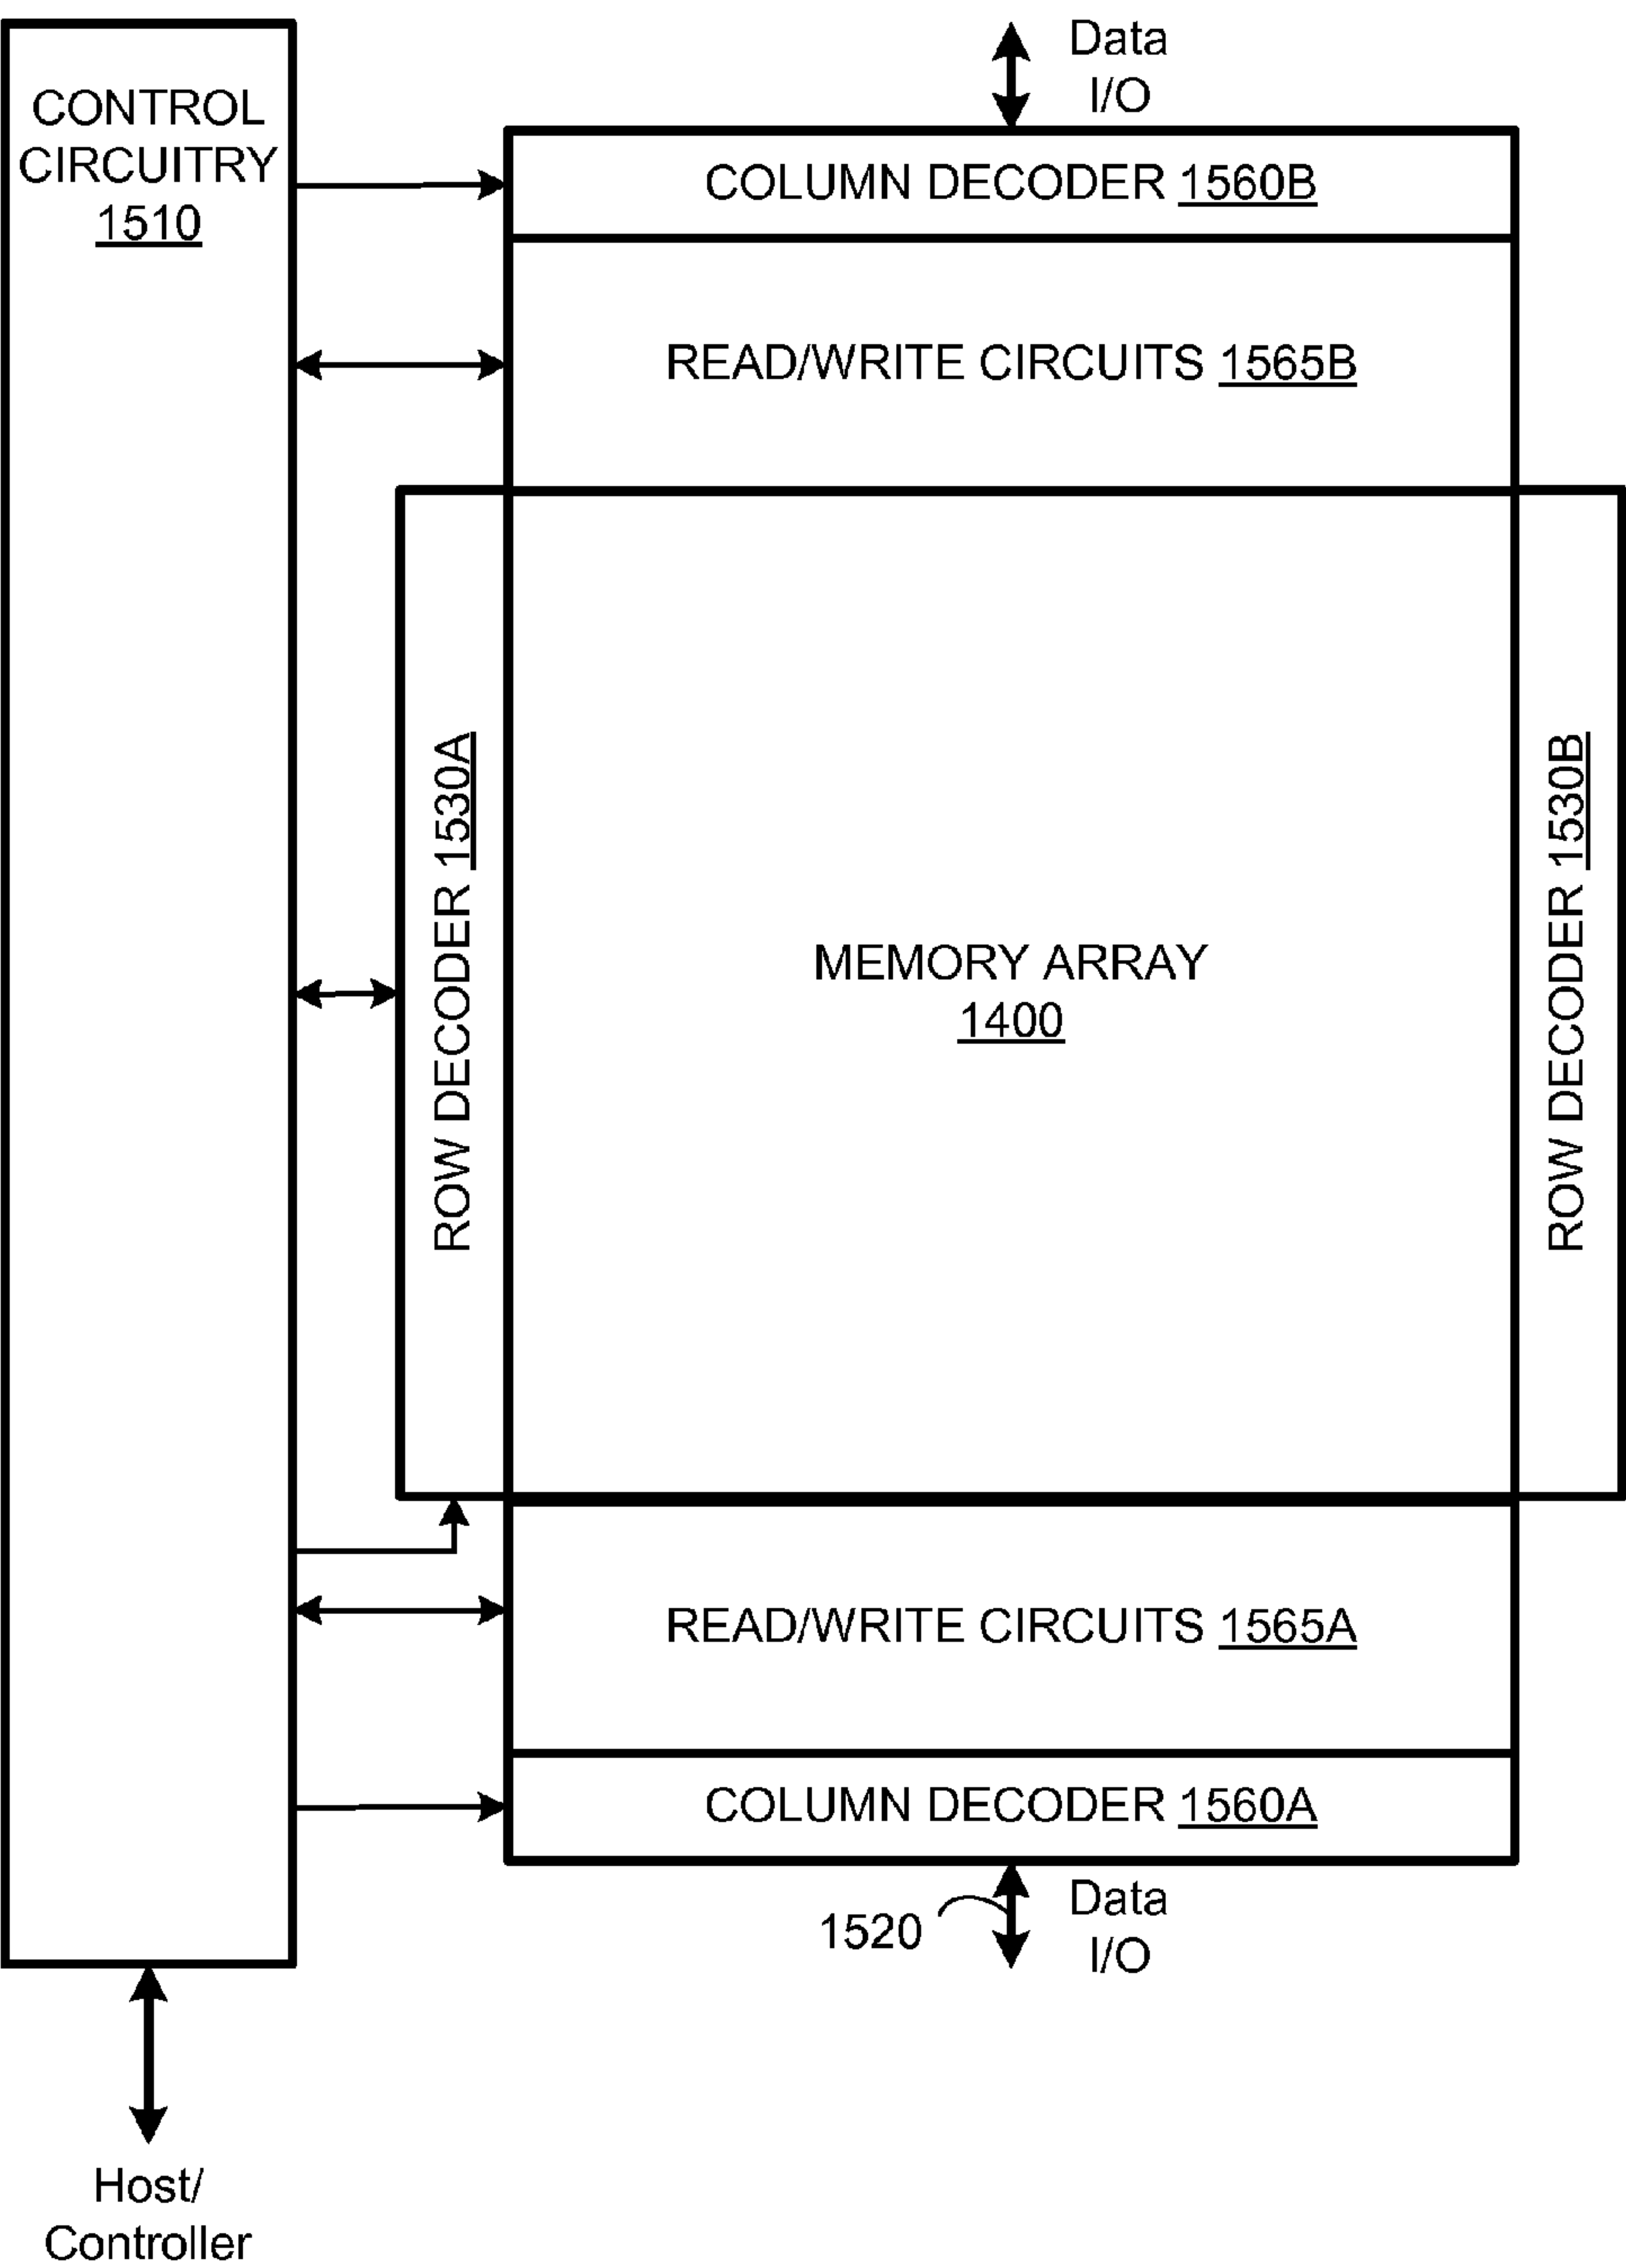 CONTROL
CIRCUITRY
1510
Data
I/O
COLUMN DECODER 1560B
READ/WRITE CIRCUITS 1565B
ROW DECODER 1530A
MEMORY ARRAY
1400
ROW DECODER 1530B
READ/WRITE CIRCUITS 1565A
COLUMN DECODER 1560A
1520
Data
I/O
Host/
Controller